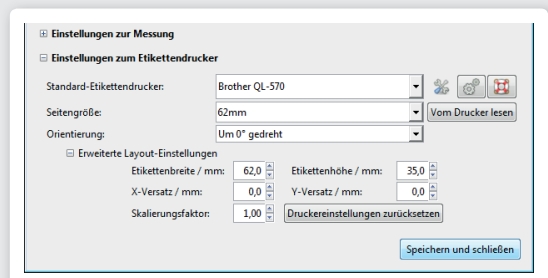 Einstellungen zur Messung
Einstellungen zum Etikettendrucker
Standard-Etikettendrucker: Brother QL-570
Seitengröße: 62mm Vom Drucker lesen
Orientierung: Um 0° gedreht
Erweiterte Layout-Einstellungen
Etikettenbreite / mm: 62,0 Etikettenhöhe / mm: 35,0
X-Versatz / mm: 0,0 Y-Versatz / mm: 0,0
Skalierungsfaktor: 1,00 Druckereinstellungen zurücksetzen
Speichern und schließen